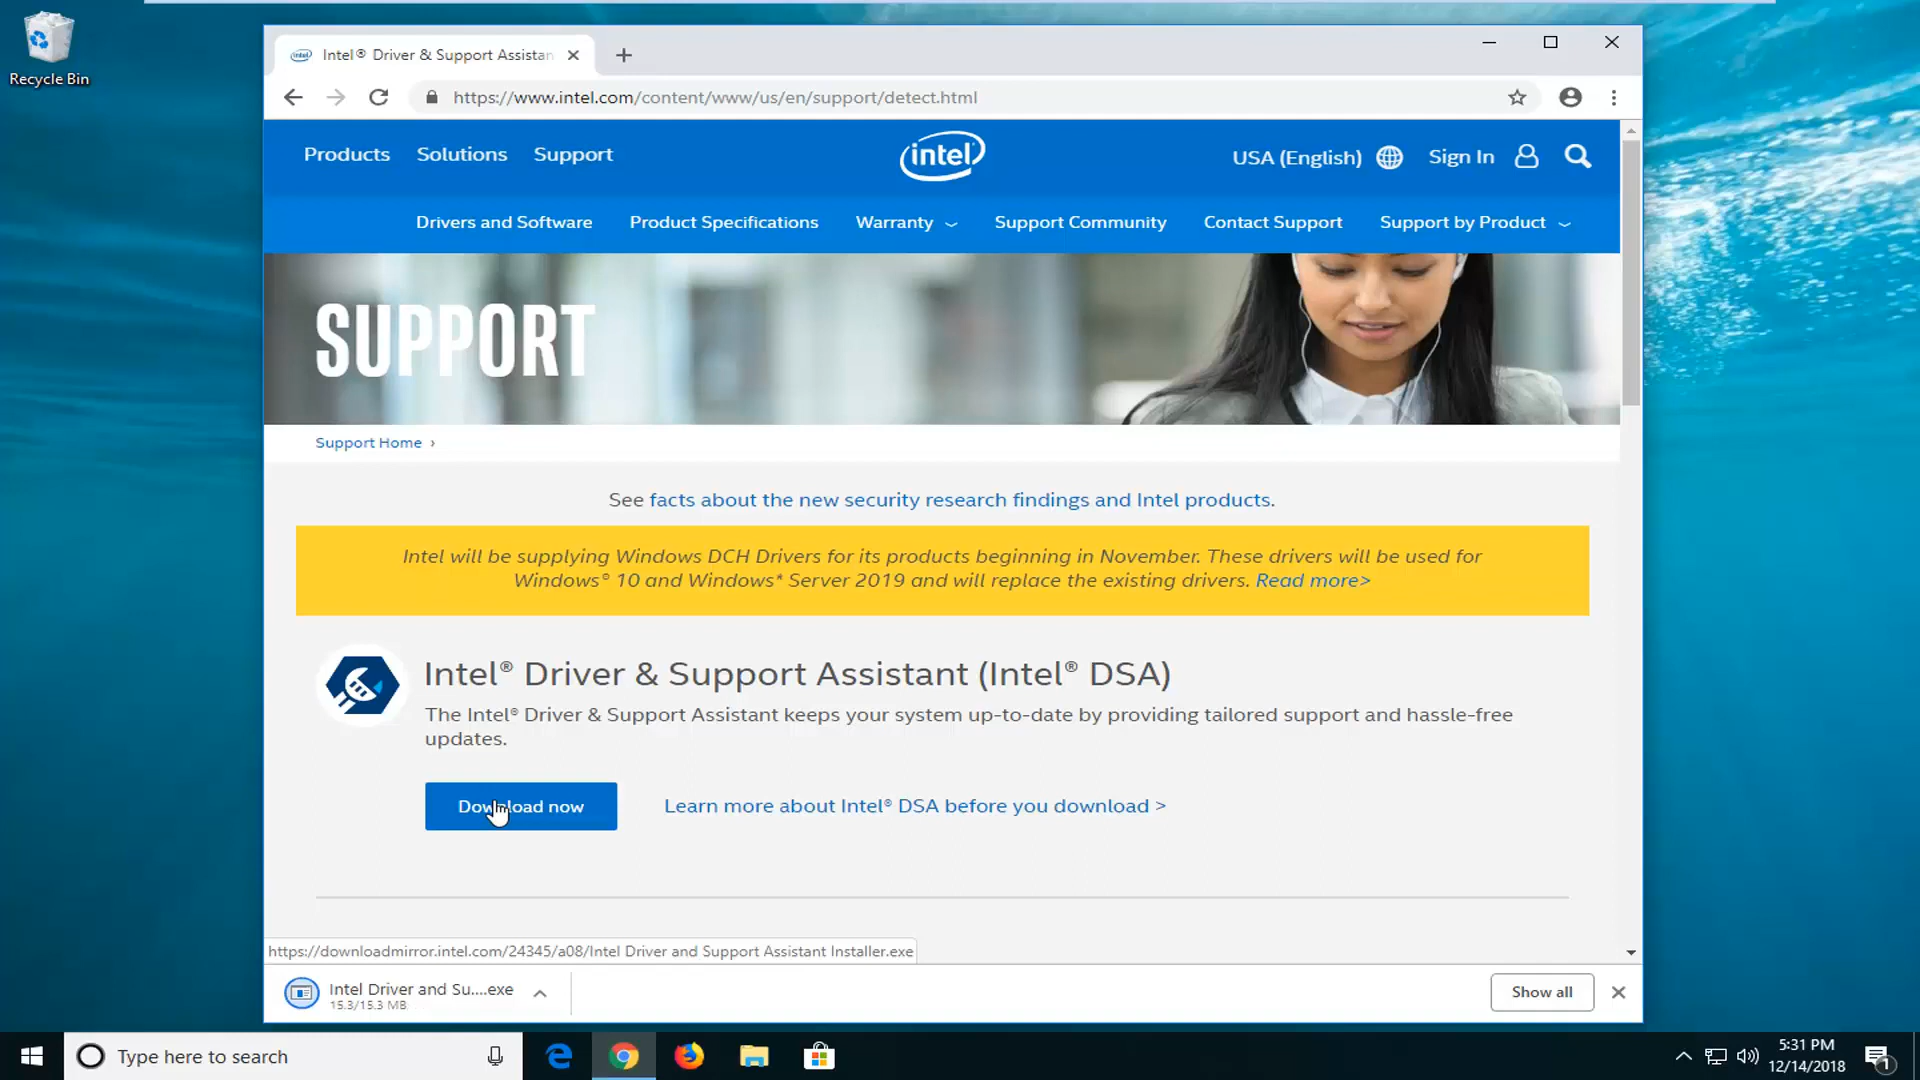 Recycle Bin
Intel® Driver & Support Assistan
https://www.intel.com/content/www/us/en/support/detect.html
Products Solutions Support
intel
USA (English) Sign In
Drivers and Software Product Specifications Warranty Support Community Contact Support Support by Product
SUPPORT
Support Home ›
See facts about the new security research findings and Intel products.
Intel will be supplying Windows DCH Drivers for its products beginning in November. These drivers will be used for
Windows® 10 and Windows* Server 2019 and will replace the existing drivers. Read more>
Intel® Driver & Support Assistant (Intel® DSA)
The Intel® Driver & Support Assistant keeps your system up-to-date by providing tailored support and hassle-free
updates.
Download now
Learn more about Intel® DSA before you download >
https://downloadmirror.intel.com/24345/a08/Intel Driver and Support Assistant Installer.exe
Intel Driver and Su....exe
15.3/15.3 MB
Show all
Type here to search
5:31 PM
12/14/2018
1